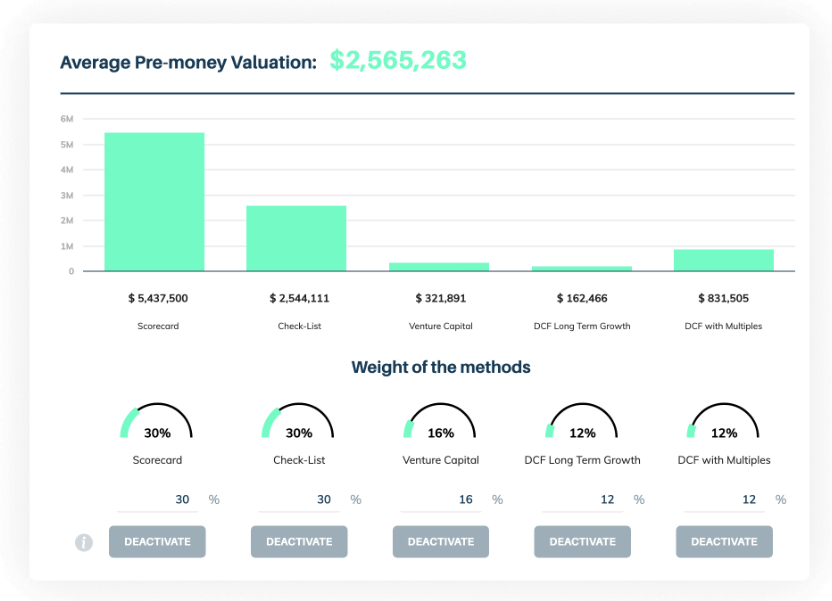 Average Pre-money Valuation: $2,565,263
6M
5M
4M
3M
2M
1M
0
$ 5,437,500 $ 2,544,111 $ 321,891 $ 162,466 $ 831,505
Scorecard Check-List Venture Capital DCF Long Term Growth DCF with Multiples
Weight of the methods
30% 30% 16% 12% 12%
Scorecard Check-List Venture Capital DCF Long Term Growth DCF with Multiples
30 % 30 % 16 % 12 % 12 %
i DEACTIVATE DEACTIVATE DEACTIVATE DEACTIVATE DEACTIVATE